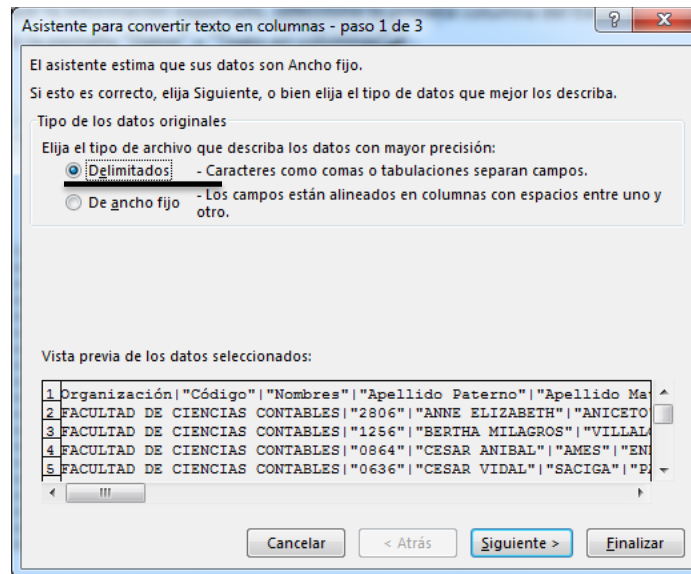 Asistente para convertir texto en columnas - paso 1 de 3
El asistente estima que sus datos son Ancho fijo.
Si esto es correcto, elija Siguiente, o bien elija el tipo de datos que mejor los describa.
Tipo de los datos originales
Elija el tipo de archivo que describa los datos con mayor precisión:
Delimitados - Caracteres como comas o tabulaciones separan campos.
De ancho fijo - Los campos están alineados en columnas con espacios entre uno y
otro.
Vista previa de los datos seleccionados:
1 Organización|"Código"|"Nombres"|"Apellido Paterno"|"Apellido Ma
2 FACULTAD DE CIENCIAS CONTABLES|"2806"|"ANNE ELIZABETH"|"ANICETO
3 FACULTAD DE CIENCIAS CONTABLES|"1256"|"BERTHA MILAGROS"|"VILLAL
4 FACULTAD DE CIENCIAS CONTABLES|"0864"|"CESAR ANIBAL"|"AMES"|"EN
5 FACULTAD DE CIENCIAS CONTABLES|"0636"|"CESAR VIDAL"|"SACIGA"|"P
Cancelar < Atrás Siguiente > Finalizar